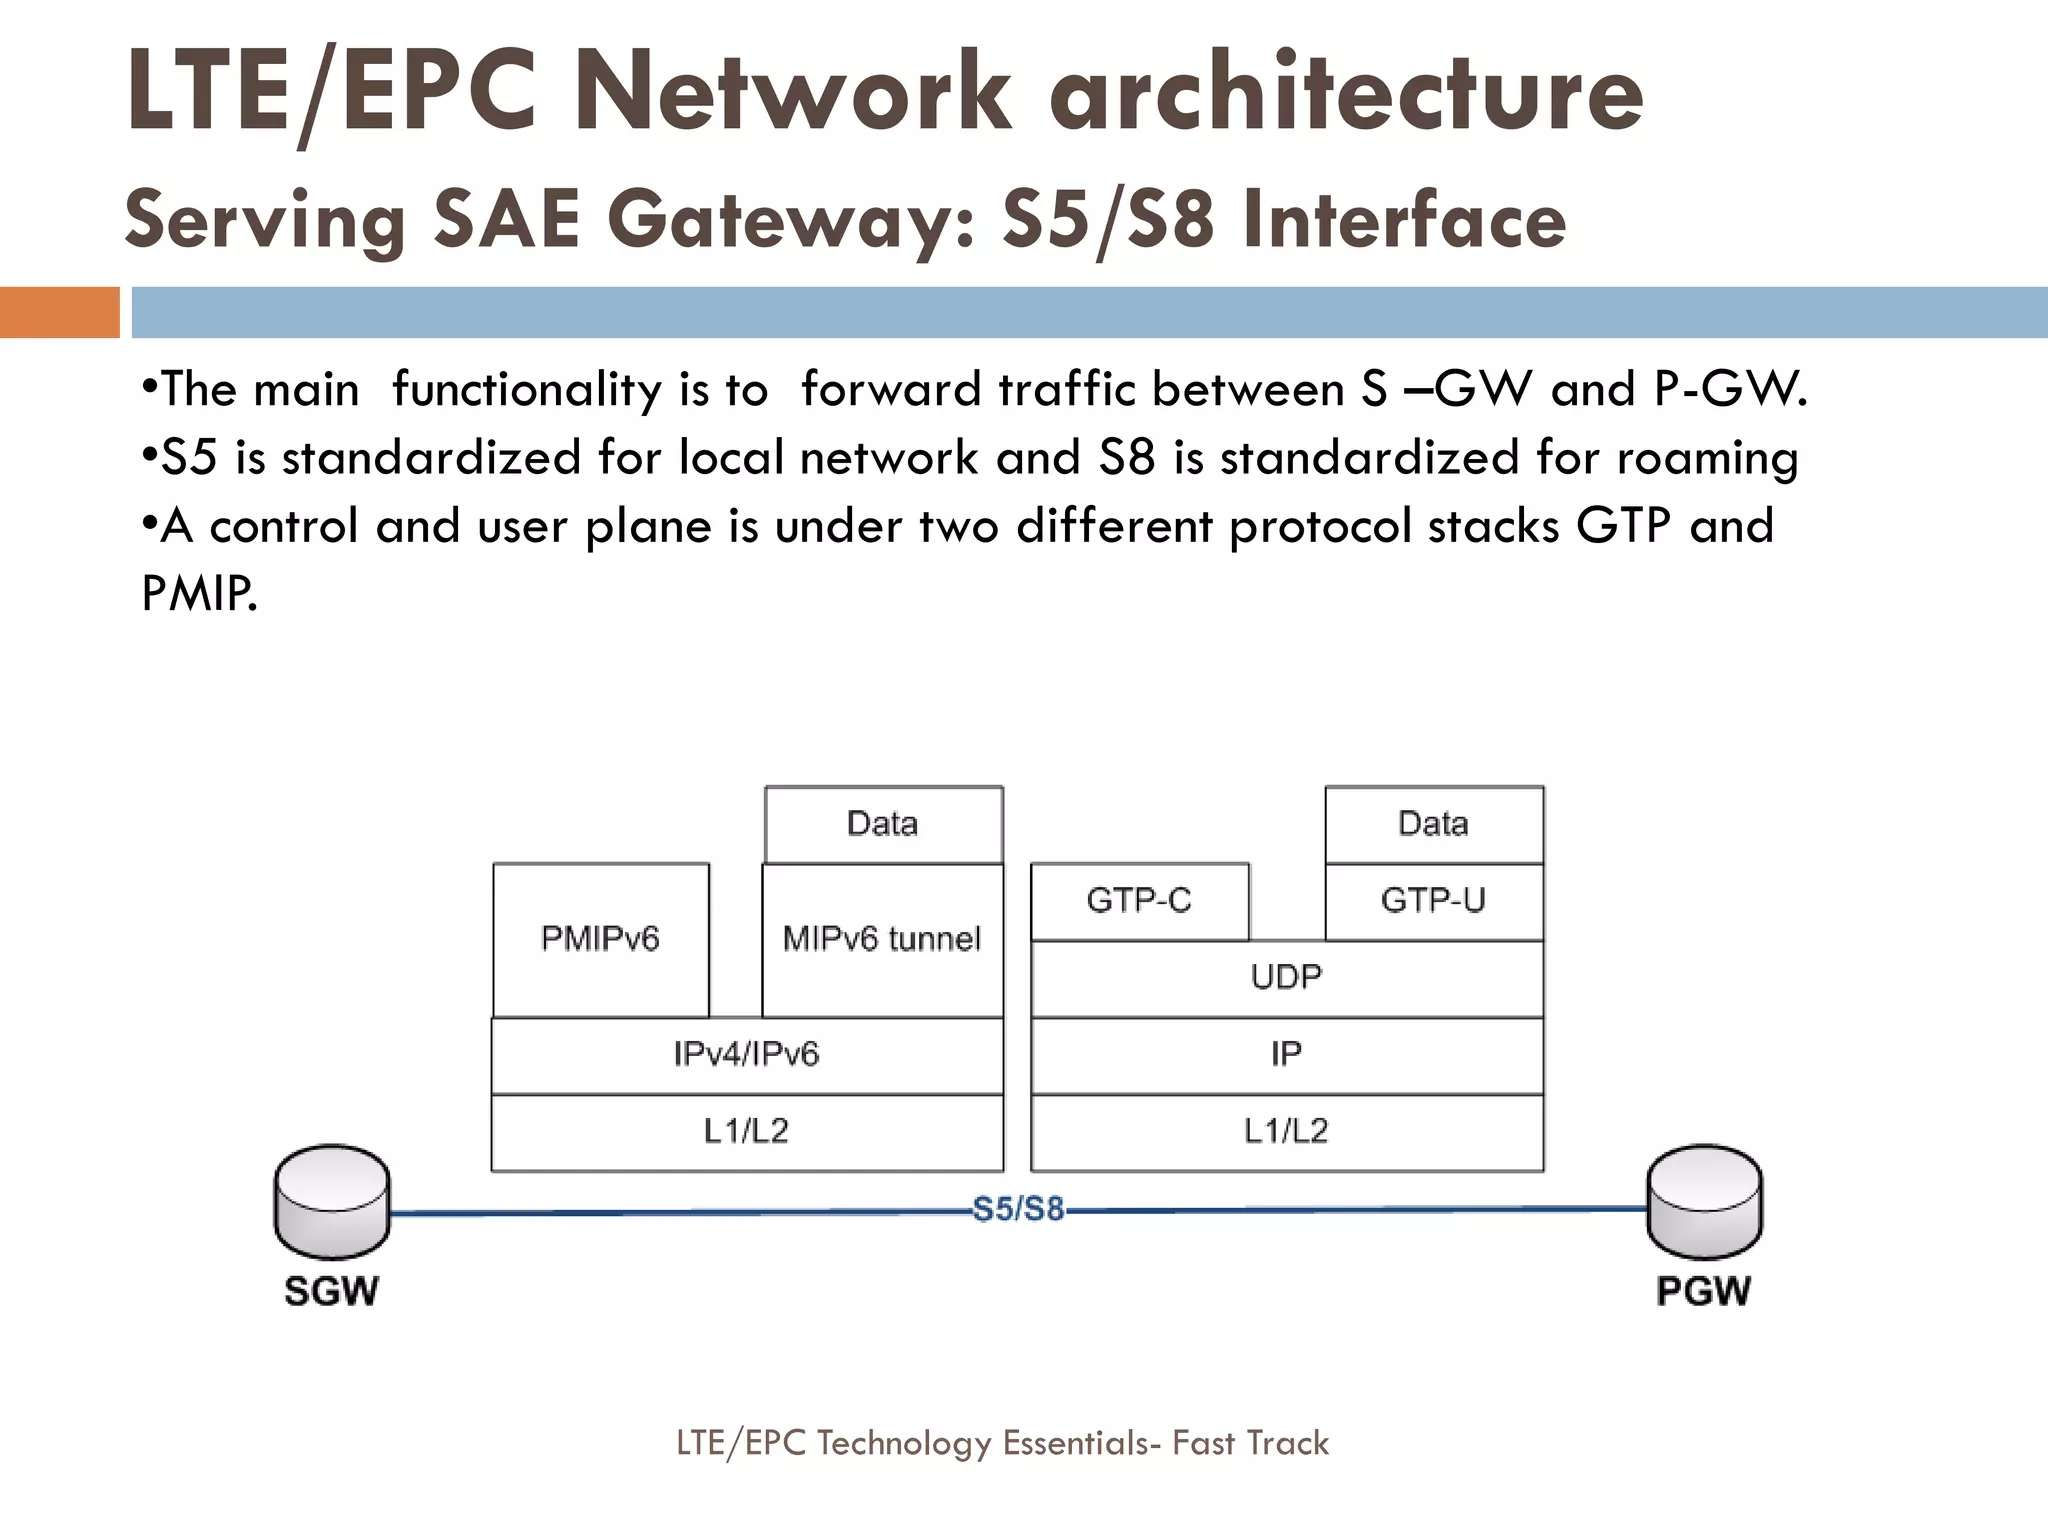 LTE/EPC Network architecture
Serving SAE Gateway: S5/S8 Interface
•The main  functionality is to  forward traffic between S –GW and P-GW.
•S5 is standardized for local network and S8 is standardized for roaming
•A control and user plane is under two different protocol stacks GTP and
PMIP.
Data
Data
PMIPv6
MIPv6 tunnel
GTP-C
GTP-U
UDP
IPv4/IPv6
IP
L1/L2
L1/L2
S5/S8
SGW
PGW
LTE/EPC Technology Essentials- Fast Track